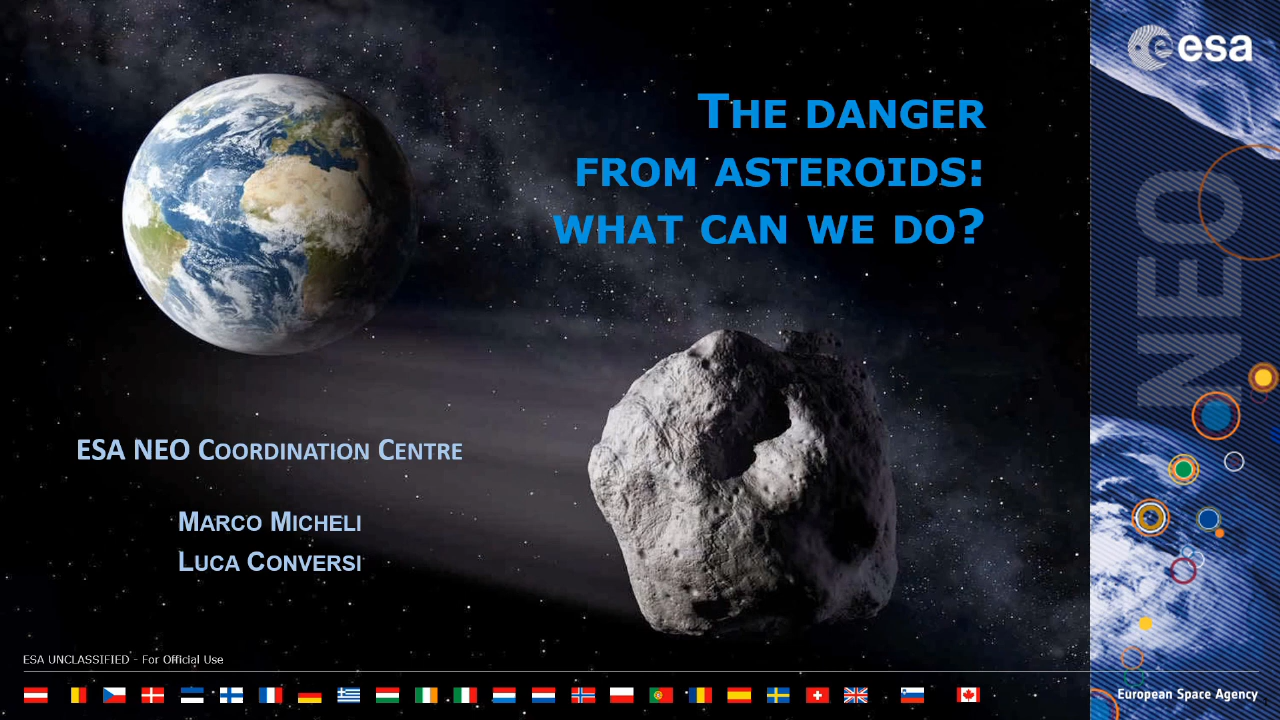 esa
THE DANGER
FROM ASTEROIDS:
WHAT CAN WE DO?
NEO
ESA NEO COORDINATION CENTRE
MARCO MICHELI
LUCA CONVERSI
ESA UNCLASSIFIED - For Official Use
European Space Agency